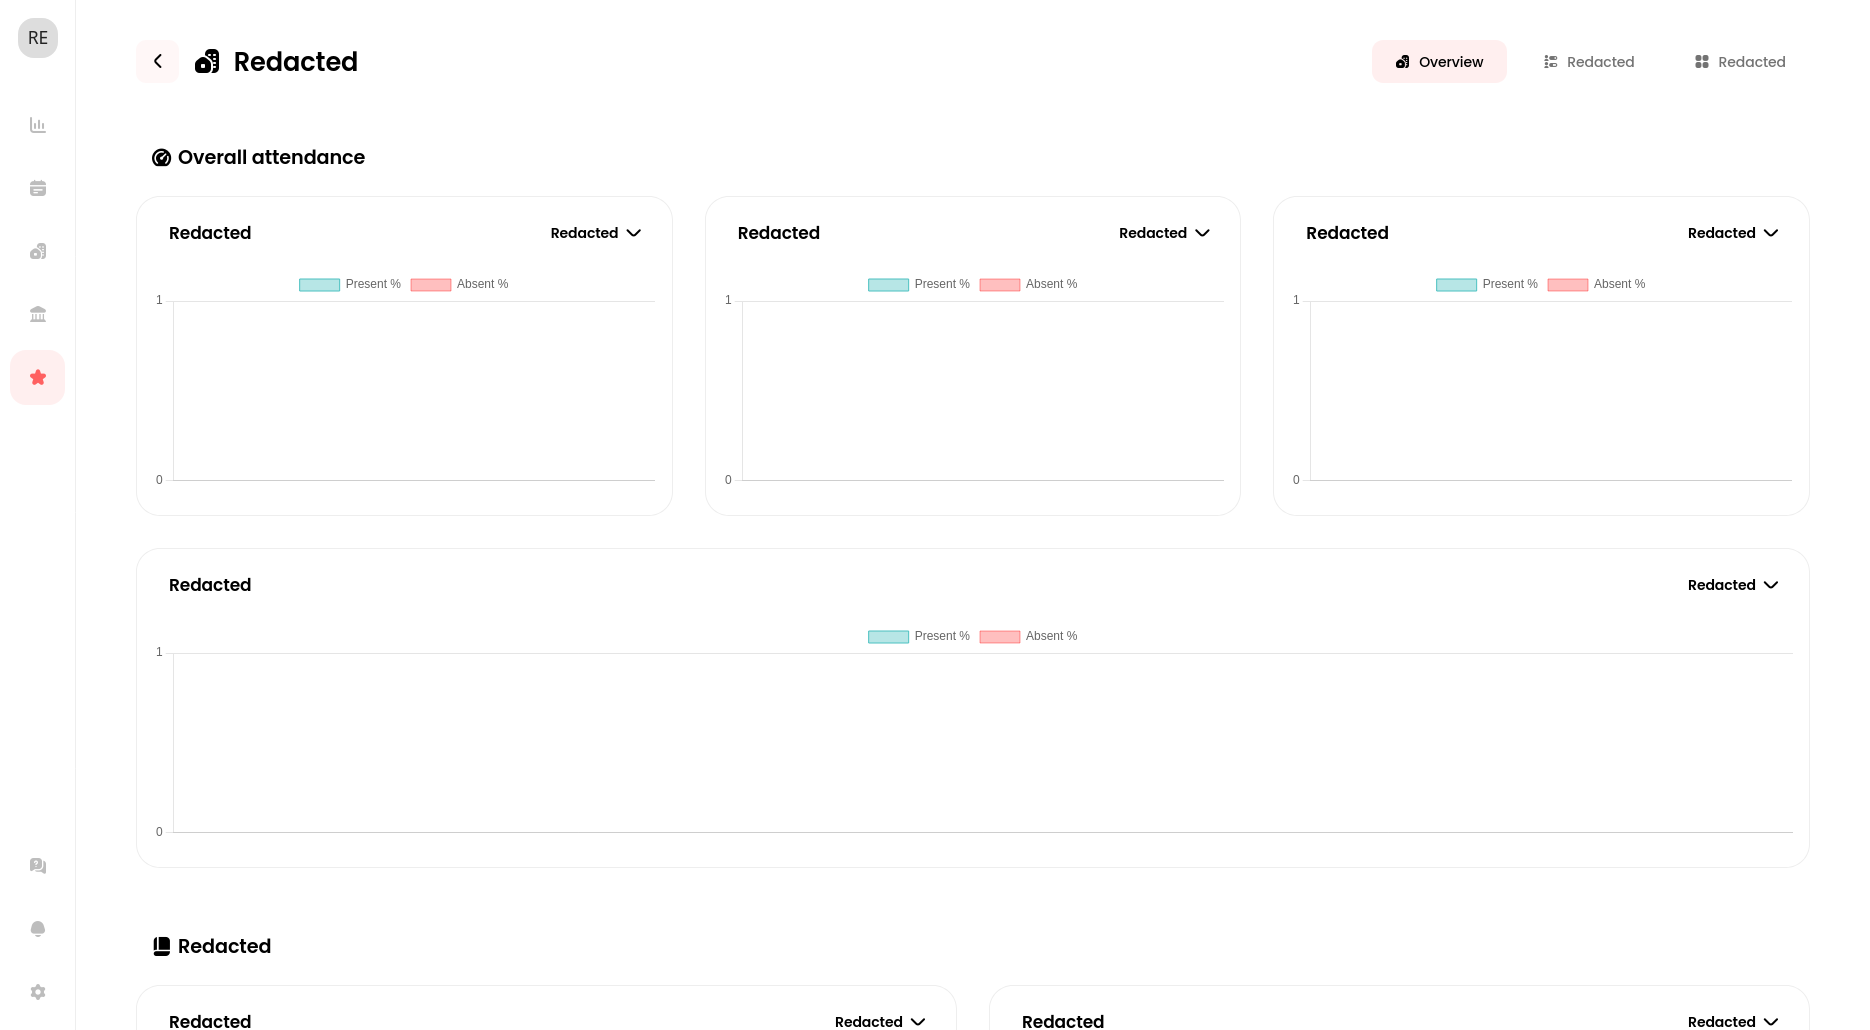 RE
Redacted
Overview
Redacted
Redacted
Overall attendance
Redacted
Redacted
Present %
Absent %
1
0
Redacted
Redacted
Present %
Absent %
1
0
Redacted
Redacted
Present %
Absent %
1
0
Redacted
Redacted
Present %
Absent %
1
0
Redacted
Redacted
Redacted
Redacted
Redacted